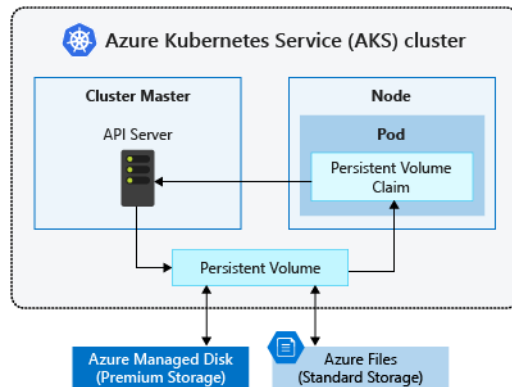 Azure Kubernetes Service (AKS) cluster
Cluster Master
API Server
Node
Pod
Persistent Volume
Claim
Persistent Volume
Azure Managed Disk
(Premium Storage)
Azure Files
(Standard Storage)